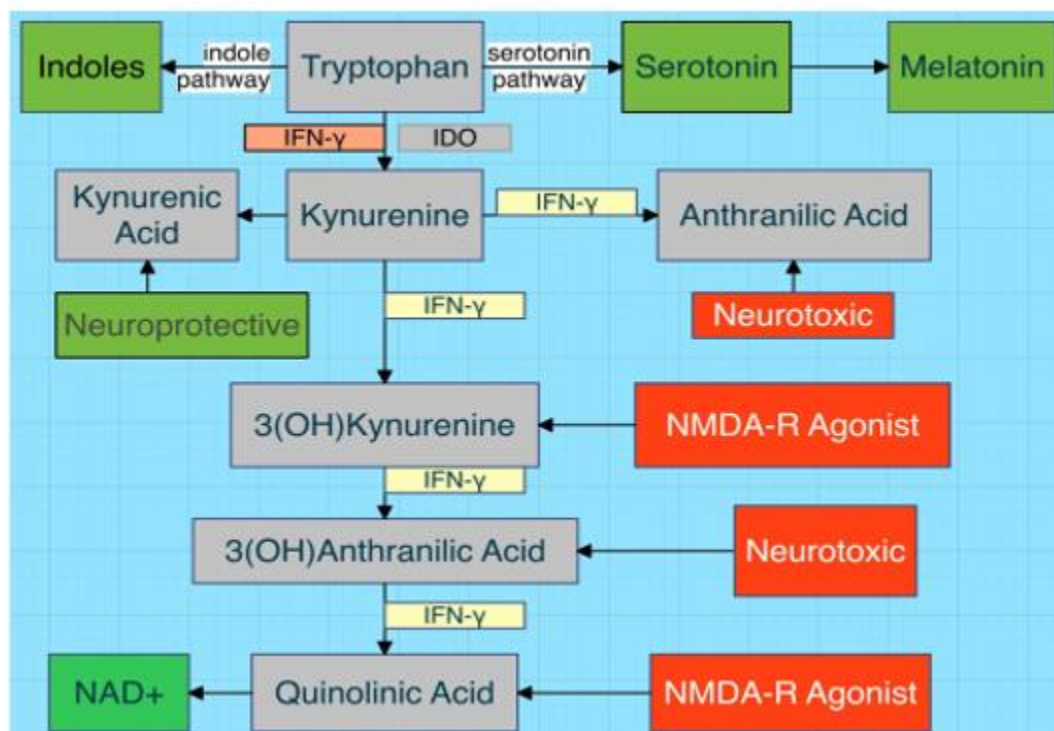 Indoles
indole
pathway
Tryptophan
serotonin
pathway
Serotonin
Melatonin
IFN-γ
IDO
Kynurenic
Acid
Kynurenine
IFN-γ
Anthranilic Acid
Neuroprotective
IFN-γ
Neurotoxic
3(OH)Kynurenine
NMDA-R Agonist
IFN-γ
3(OH)Anthranilic Acid
Neurotoxic
IFN-γ
NAD+
Quinolinic Acid
NMDA-R Agonist